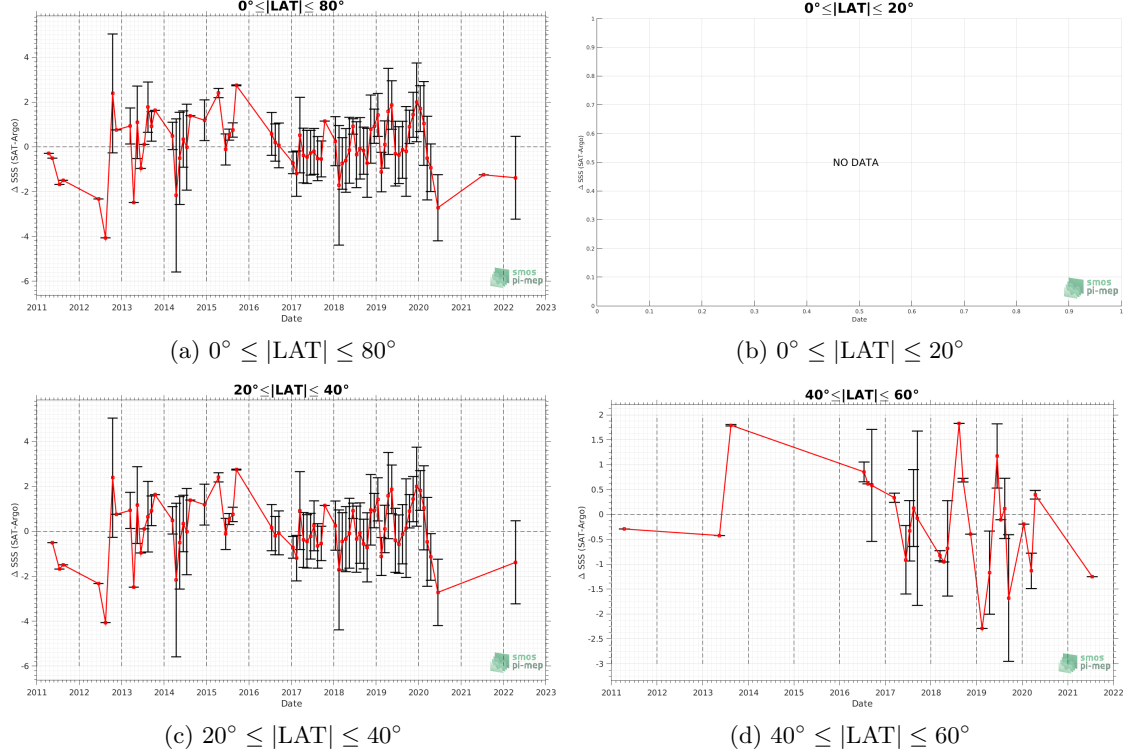 0°≤|LAT|≤ 80°
Δ SSS (SAT-Argo)
4
2
0
-2
-4
-6
2011 2012 2013 2014 2015 2016 2017 2018 2019 2020 2021 2022 2023
Date
smos
pi-mep
(a) 0° ≤ |LAT| ≤ 80°
0°≤|LAT|≤ 20°
Δ SSS (SAT-Argo)
1
0.9
0.8
0.7
0.6
0.5
0.4
0.3
0.2
0.1
0
NO DATA
0 0.1 0.2 0.3 0.4 0.5 0.6 0.7 0.8 0.9 1
Date
smos
pi-mep
(b) 0° ≤ |LAT| ≤ 20°
20°≤|LAT|≤ 40°
Δ SSS (SAT-Argo)
4
2
0
-2
-4
-6
2011 2012 2013 2014 2015 2016 2017 2018 2019 2020 2021 2022 2023
Date
smos
pi-mep
(c) 20° ≤ |LAT| ≤ 40°
40°≤|LAT|≤ 60°
Δ SSS (SAT-Argo)
2
1.5
1
0.5
0
-0.5
-1
-1.5
-2
-2.5
-3
2011 2012 2013 2014 2015 2016 2017 2018 2019 2020 2021 2022
Date
smos
pi-mep
(d) 40° ≤ |LAT| ≤ 60°